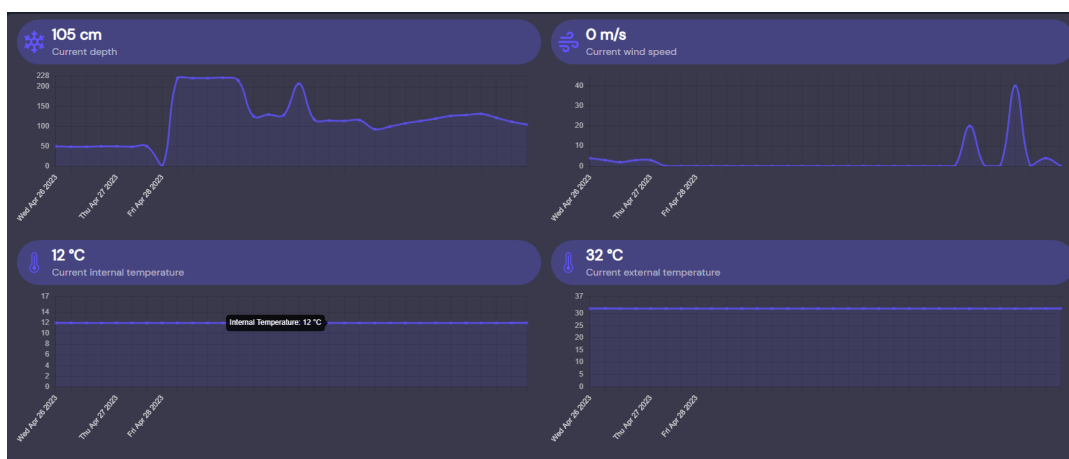 105 cm
Current depth
228
200
150
100
50
0
Wed Apr 26 2023
Thu Apr 27 2023
Fri Apr 28 2023
0 m/s
Current wind speed
40
30
20
10
0
Wed Apr 26 2023
Thu Apr 27 2023
Fri Apr 28 2023
12 °C
Current internal temperature
17
14
12
10
8
6
4
2
0
Internal Temperature: 12 °C
Wed Apr 26 2023
Thu Apr 27 2023
Fri Apr 28 2023
32 °C
Current external temperature
37
30
25
20
15
10
5
0
Wed Apr 26 2023
Thu Apr 27 2023
Fri Apr 28 2023